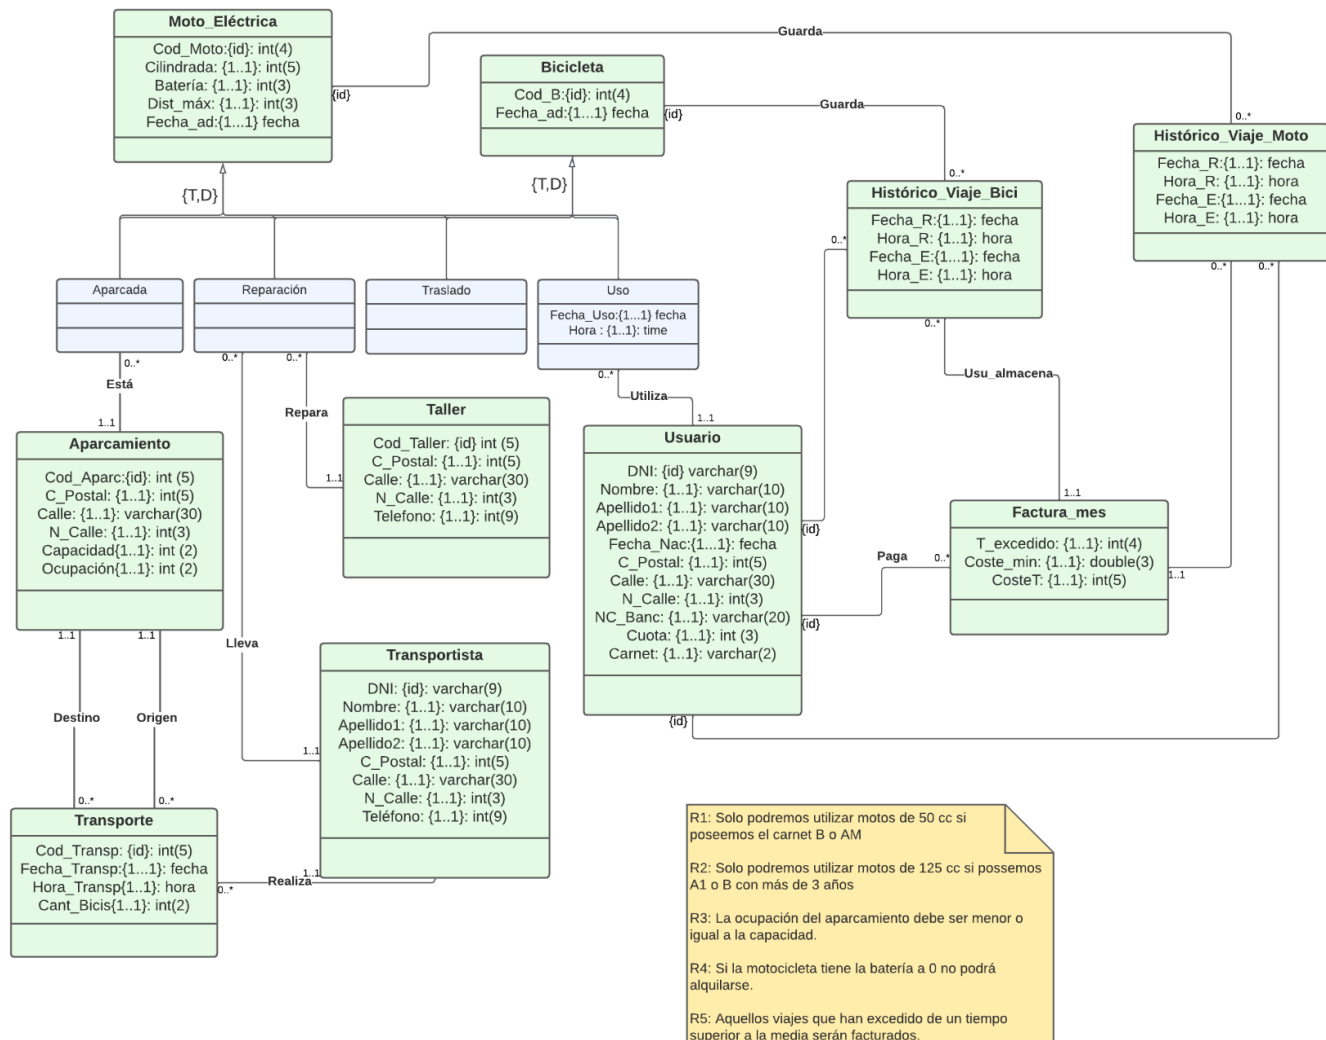 Moto_Eléctrica
Cod_Moto:{id}: int(4)
Cilindrada: {1..1}: int(5)
Batería: {1..1}: int(3)
Dist_máx: {1..1}: int(3)
Fecha_ad:{1...1} fecha
{id}
Guarda
0..*
Bicicleta
Cod_B:{id}: int(4)
Fecha_ad:{1...1} fecha
{id}
Guarda
0..*
Histórico_Viaje_Moto
Fecha_R:{1..1}: fecha
Hora_R: {1..1}: hora
Fecha_E:{1...1}: fecha
Hora_E: {1..1}: hora
0..*
0..*
Histórico_Viaje_Bici
Fecha_R:{1..1}: fecha
Hora_R: {1..1}: hora
Fecha_E:{1...1}: fecha
Hora_E: {1..1}: hora
0..*
0..*
{T,D}
{T,D}
Aparcada
Reparación
Traslado
Uso
Fecha_Uso:{1...1} fecha
Hora : {1..1}: time
0..*
0..*
0..*
0..*
Está
1..1
Repara
1..1
Utiliza
1..1
Usu_almacena
1..1
Aparcamiento
Cod_Aparc:{id}: int (5)
C_Postal: {1..1}: int(5)
Calle: {1..1}: varchar(30)
N_Calle: {1..1}: int(3)
Capacidad{1..1}: int (2)
Ocupación{1..1}: int (2)
1..1
1..1
Taller
Cod_Taller: {id} int (5)
C_Postal: {1..1}: int(5)
Calle: {1..1}: varchar(30)
N_Calle: {1..1}: int(3)
Telefono: {1..1}: int(9)
Usuario
DNI: {id} varchar(9)
Nombre: {1..1}: varchar(10)
Apellido1: {1..1}: varchar(10)
Apellido2: {1..1}: varchar(10)
Fecha_Nac:{1...1}: fecha
C_Postal: {1..1}: int(5)
Calle: {1..1}: varchar(30)
N_Calle: {1..1}: int(3)
NC_Banc: {1..1}: varchar(20)
Cuota: {1..1}: int (3)
Carnet: {1..1}: varchar(2)
{id}
{id}
{id}
Paga
0..*
Factura_mes
T_excedido: {1..1}: int(4)
Coste_min: {1..1}: double(3)
CosteT: {1..1}: int(5)
1..1
Lleva
1..1
Destino
Origen
0..*
0..*
Transportista
DNI: {id}: varchar(9)
Nombre: {1..1}: varchar(10)
Apellido1: {1..1}: varchar(10)
Apellido2: {1..1}: varchar(10)
C_Postal: {1..1}: int(5)
Calle: {1..1}: varchar(30)
N_Calle: {1..1}: int(3)
Teléfono: {1..1}: int(9)
1..1
Realiza
0..*
Transporte
Cod_Transp: {id}: int(5)
Fecha_Transp:{1...1}: fecha
Hora_Transp{1..1}: hora
Cant_Bicis{1..1}: int(2)
R1: Solo podremos utilizar motos de 50 cc si
poseemos el carnet B o AM
R2: Solo podremos utilizar motos de 125 cc si possemos
A1 o B con más de 3 años
R3: La ocupación del aparcamiento debe ser menor o
igual a la capacidad.
R4: Si la motocicleta tiene la batería a 0 no podrá
alquilarse.
R5: Aquellos viajes que han excedido de un tiempo
superior a la media serán facturados.